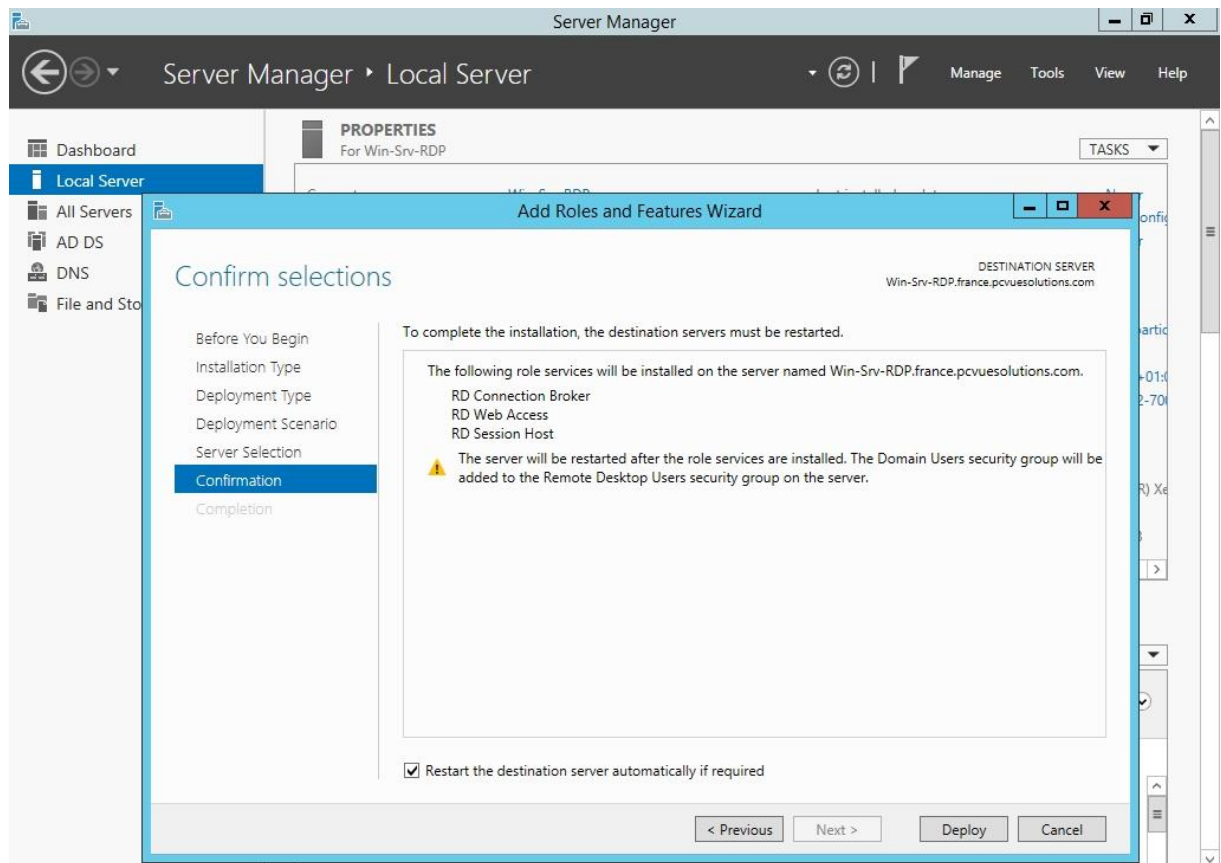 Server Manager
Server Manager ‣ Local Server
Manage Tools View Help
PROPERTIES
For Win-Srv-RDP
TASKS
Dashboard
Local Server
All Servers
AD DS
DNS
File and Sto
Add Roles and Features Wizard
Confirm selections
DESTINATION SERVER
Win-Srv-RDP.france.pcvuesolutions.com
Before You Begin
Installation Type
Deployment Type
Deployment Scenario
Server Selection
Confirmation
Completion
To complete the installation, the destination servers must be restarted.
The following role services will be installed on the server named Win-Srv-RDP.france.pcvuesolutions.com.
RD Connection Broker
RD Web Access
RD Session Host
The server will be restarted after the role services are installed. The Domain Users security group will be
added to the Remote Desktop Users security group on the server.
Restart the destination server automatically if required
< Previous
Next >
Deploy
Cancel